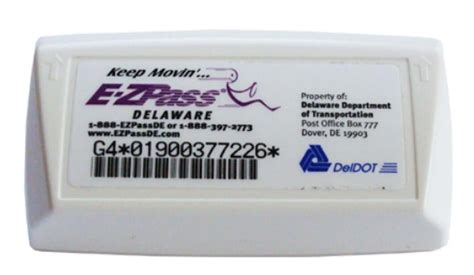 Keep Movin'...
E-ZPass
DELAWARE
1-888-EZPassDE or 1-888-397-2773
www.EZPassDE.com
G4*01900377226*
Property of:
Delaware Department
of Transportation
Post Office Box 777
Dover, DE 19903
DelDOT